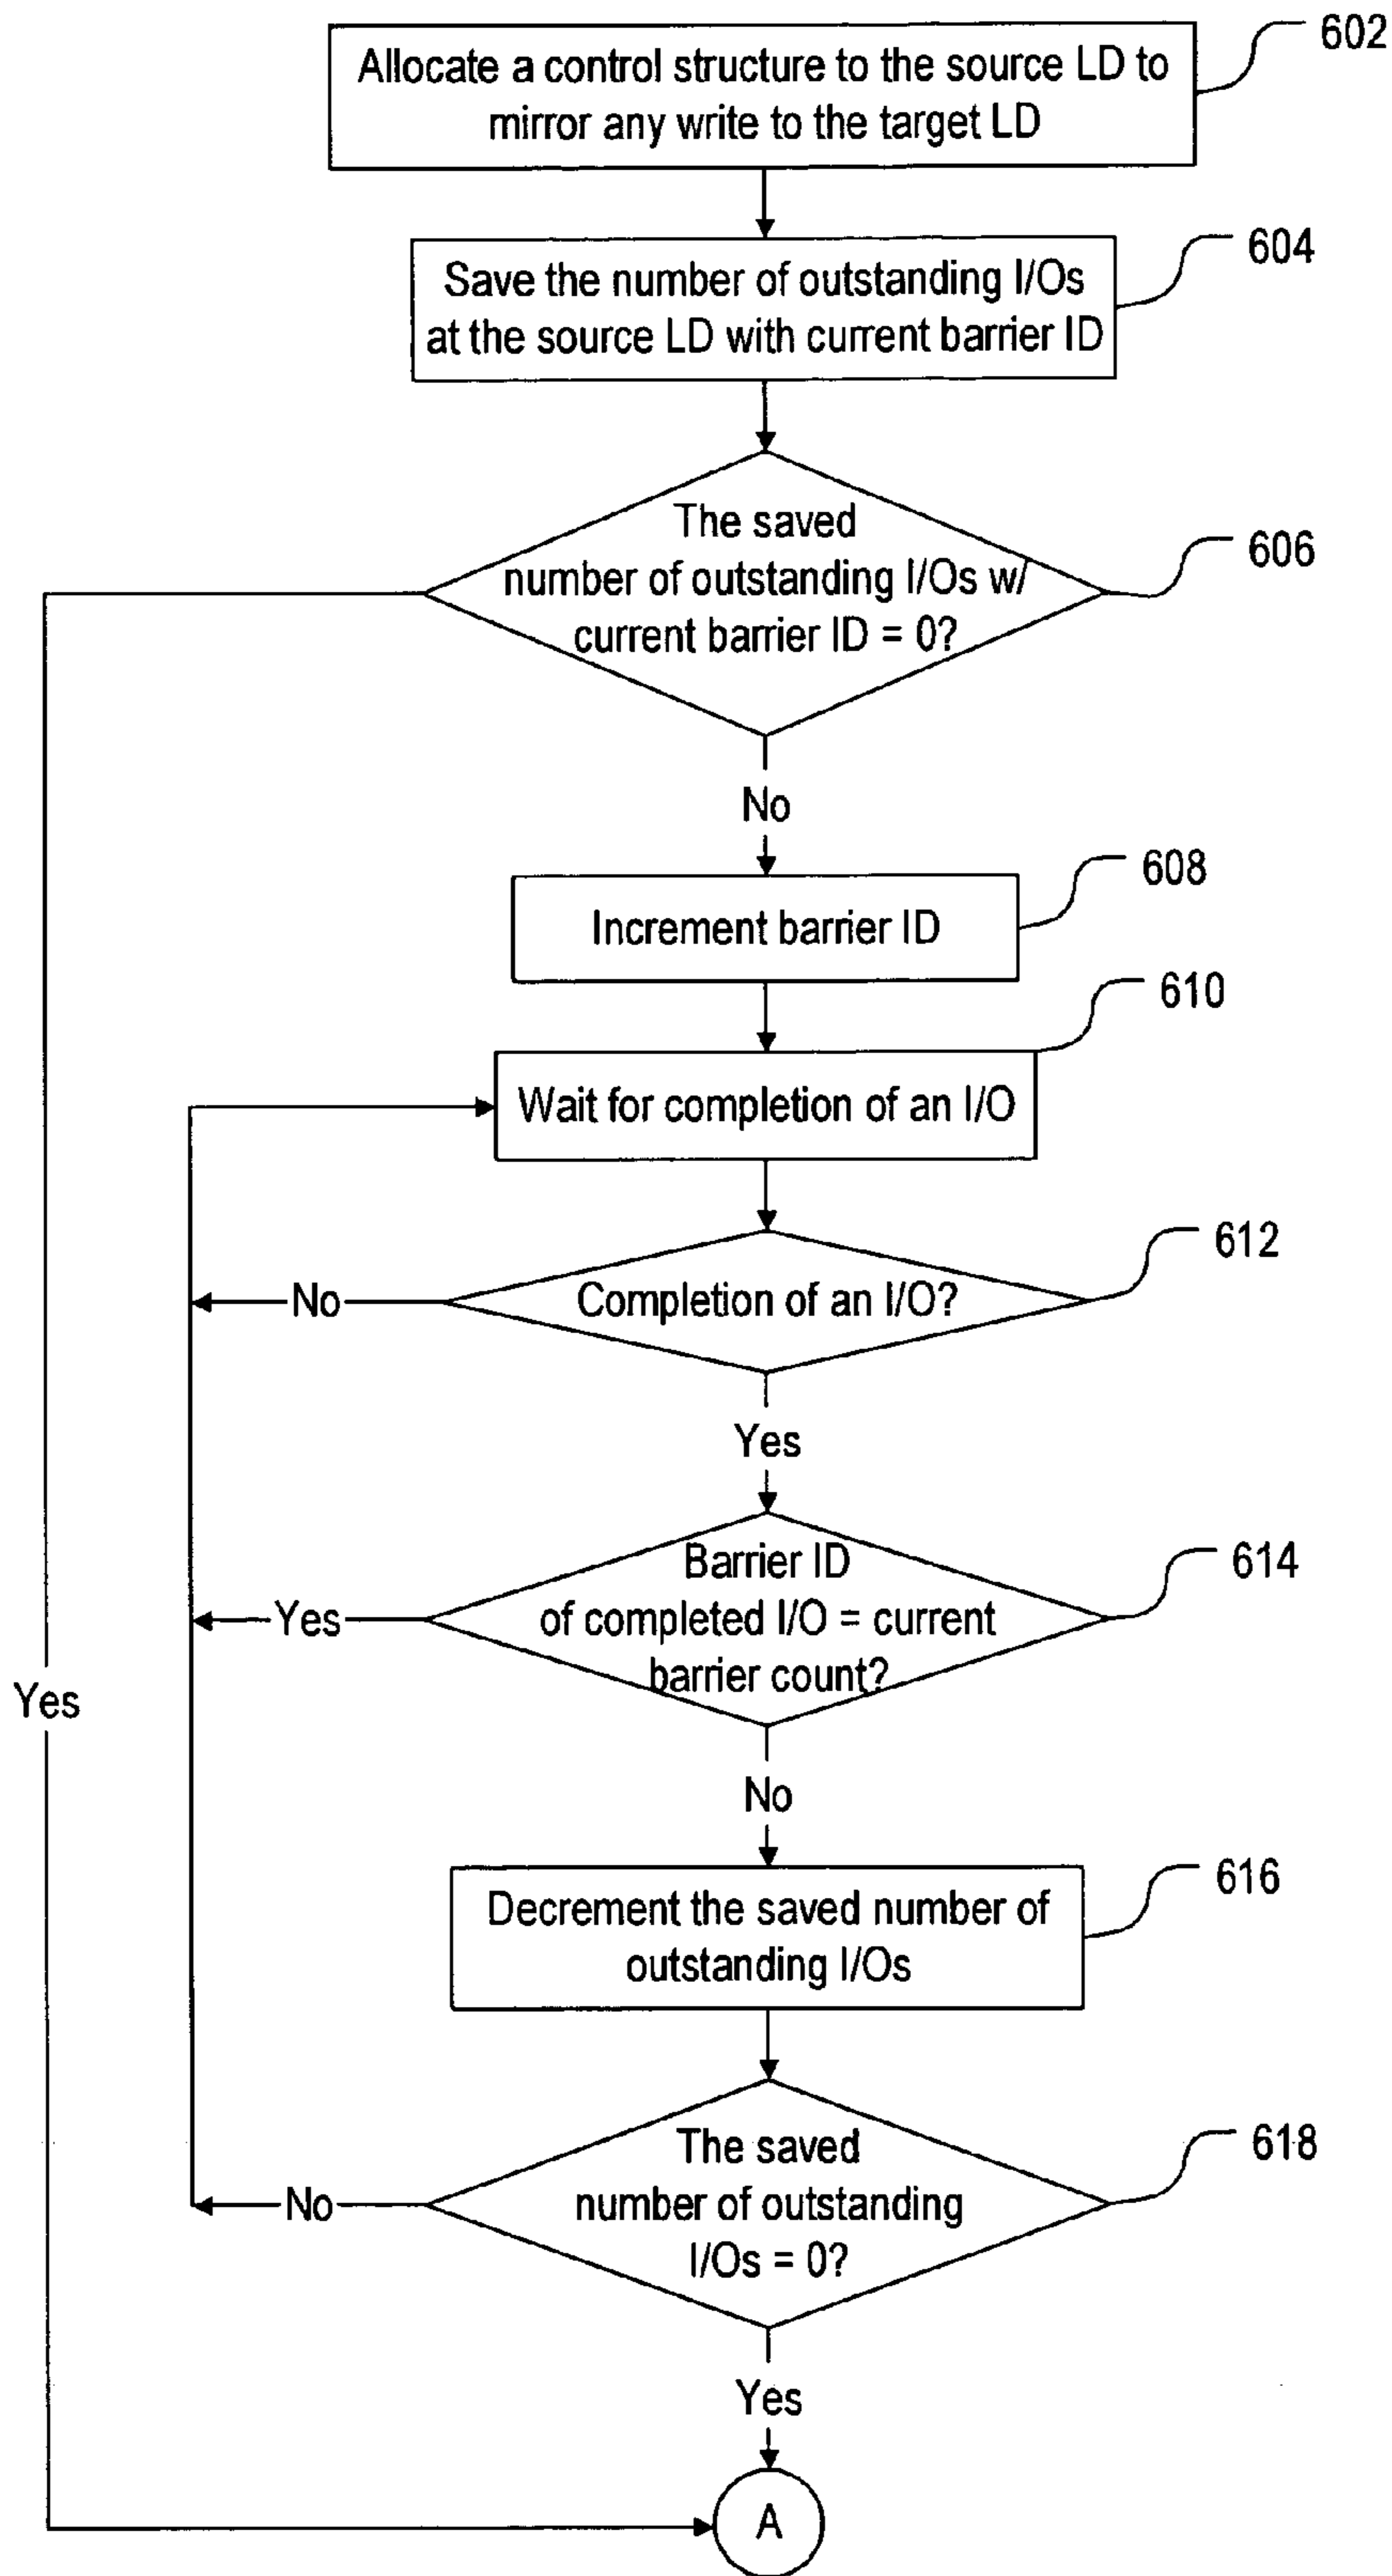 602
Allocate a control structure to the source LD to
mirror any write to the target LD
604
Save the number of outstanding I/Os
at the source LD with current barrier ID
The saved
606
number of outstanding I/Os w/
current barrier ID = 0?
No
608
Increment barrier ID
610
Wait for completion of an I/O
612
No
Completion of an I/O?
Yes
Barrier ID
614
Yes
of completed I/O = current
barrier count?
Yes
No
616
Decrement the saved number of
outstanding I/Os
The saved
618
No
number of outstanding
I/Os = 0?
Yes
A